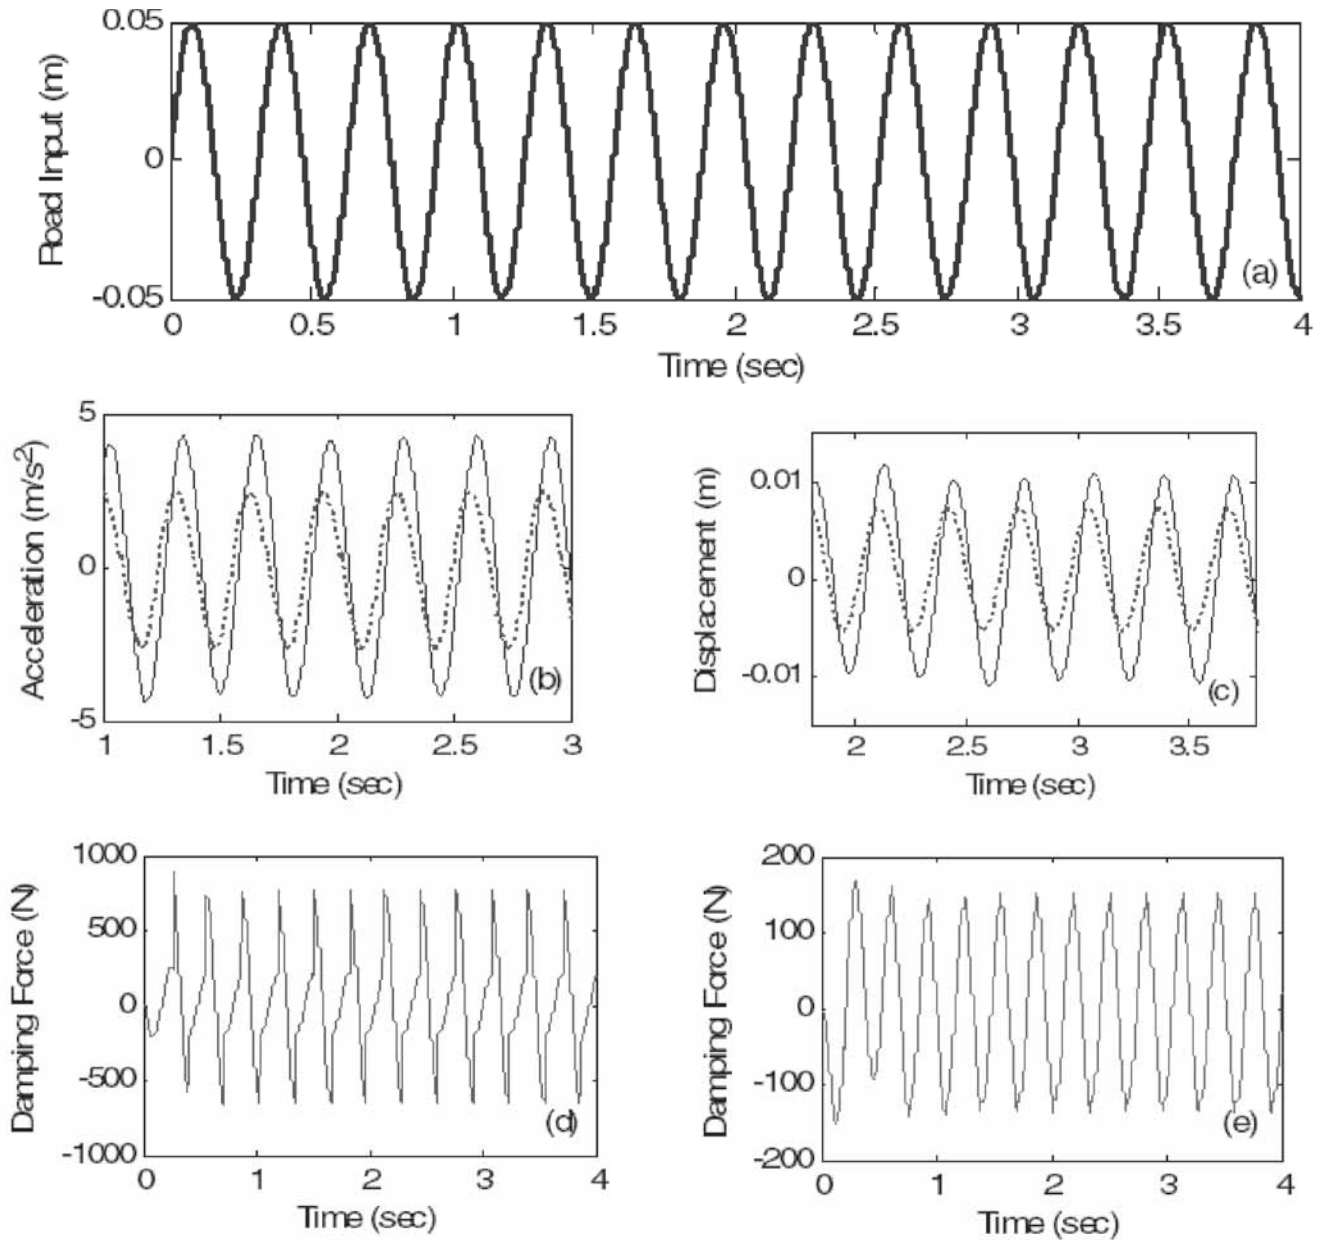 0.05
0
-0.05
Road Input (m)
(a)
0 0.5 1 1.5 2 2.5 3 3.5 4
Time (sec)
5
0
-5
Acceleration (m/s²)
(b)
1 1.5 2 2.5 3
Time (sec)
0.01
0
-0.01
Displacement (m)
(c)
2 2.5 3 3.5
Time (sec)
1000
500
0
-500
-1000
Damping Force (N)
(d)
0 1 2 3 4
Time (sec)
200
100
0
-100
-200
Damping Force (N)
(e)
0 1 2 3 4
Time (sec)